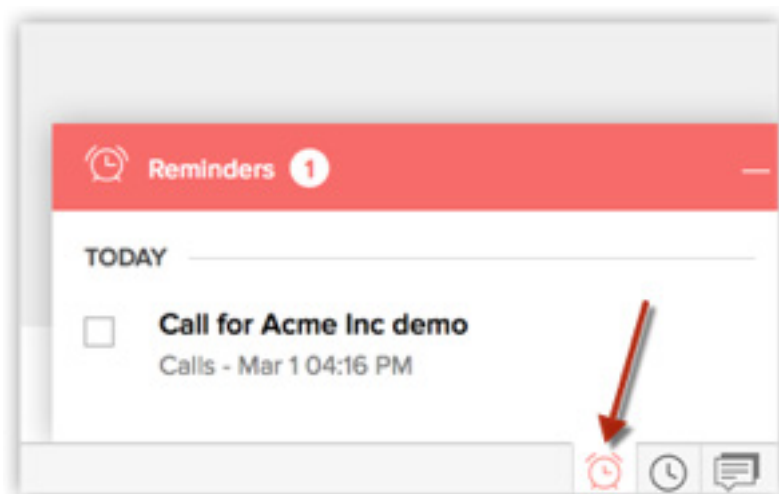 Reminders 1
TODAY
Call for Acme Inc demo
Calls - Mar 1 04:16 PM